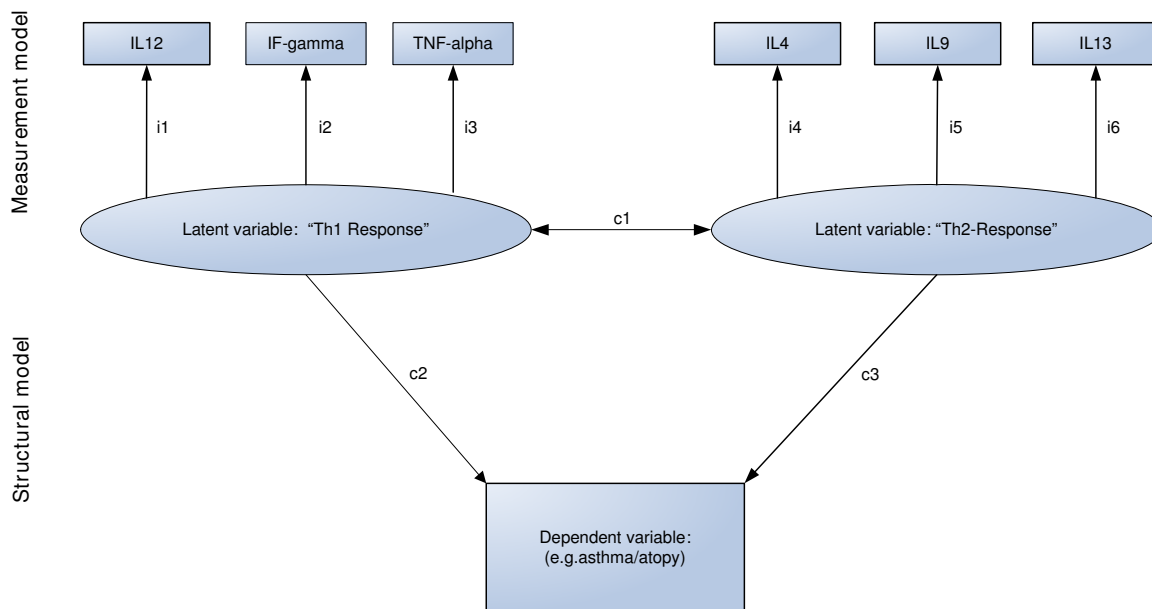 Measurement model
IL12
IF-gamma
TNF-alpha
IL4
IL9
IL13
i1
i2
i3
i4
i5
i6
Latent variable: “Th1 Response”
c1
Latent variable: “Th2-Response”
Structural model
c2
c3
Dependent variable:
(e.g.asthma/atopy)